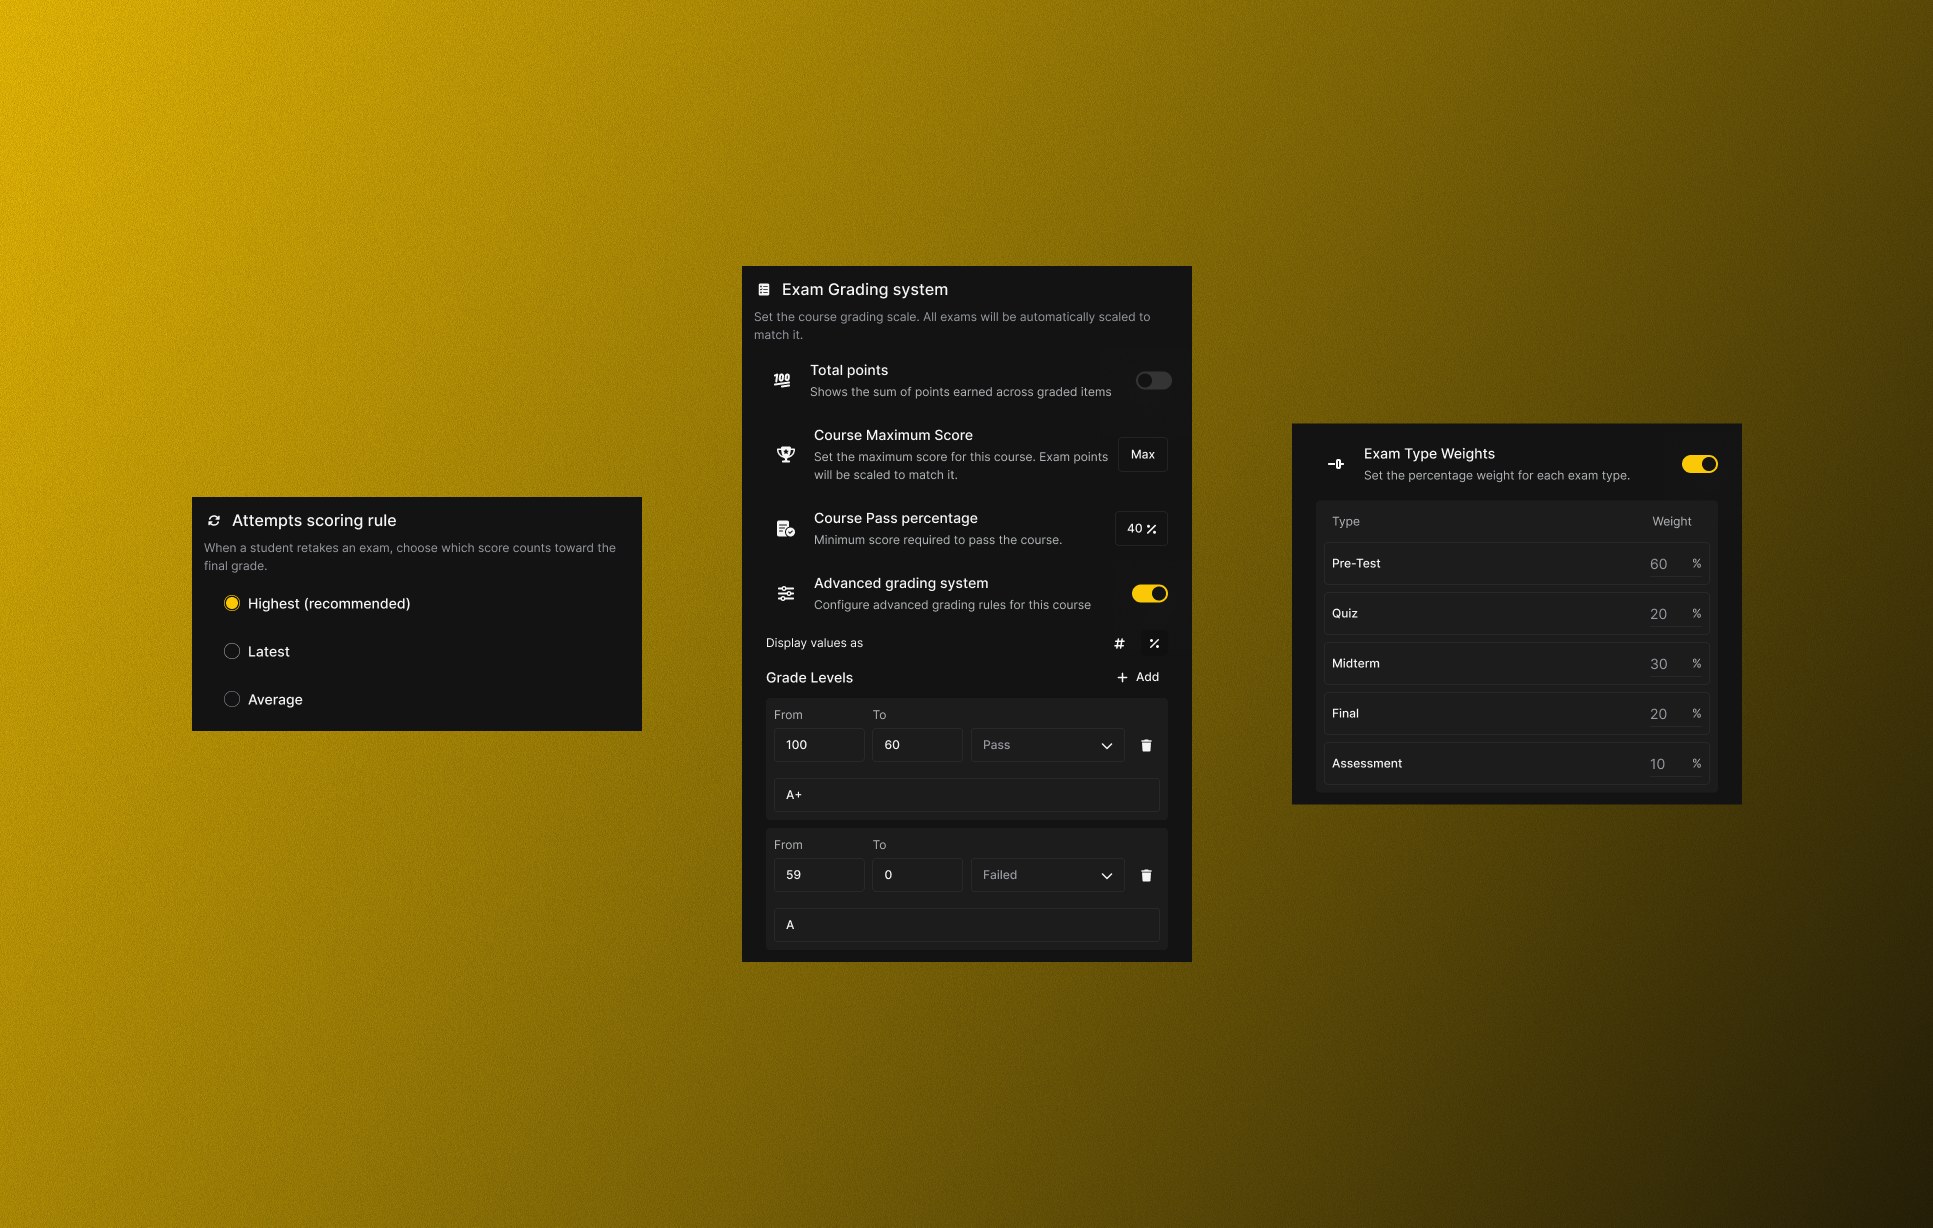 Attempts scoring rule
When a student retakes an exam, choose which score counts toward the
final grade.
Highest (recommended)
Latest
Average
Exam Grading system
Set the course grading scale. All exams will be automatically scaled to
match it.
100
Total points
Shows the sum of points earned across graded items
Course Maximum Score
Set the maximum score for this course. Exam points
will be scaled to match it.
Max
Course Pass percentage
Minimum score required to pass the course.
40 %
Advanced grading system
Configure advanced grading rules for this course
Display values as # %
Grade Levels + Add
From To
100 60 Pass
A+
From To
59 0 Failed
A
Exam Type Weights
Set the percentage weight for each exam type.
Type Weight
Pre-Test 60 %
Quiz 20 %
Midterm 30 %
Final 20 %
Assessment 10 %